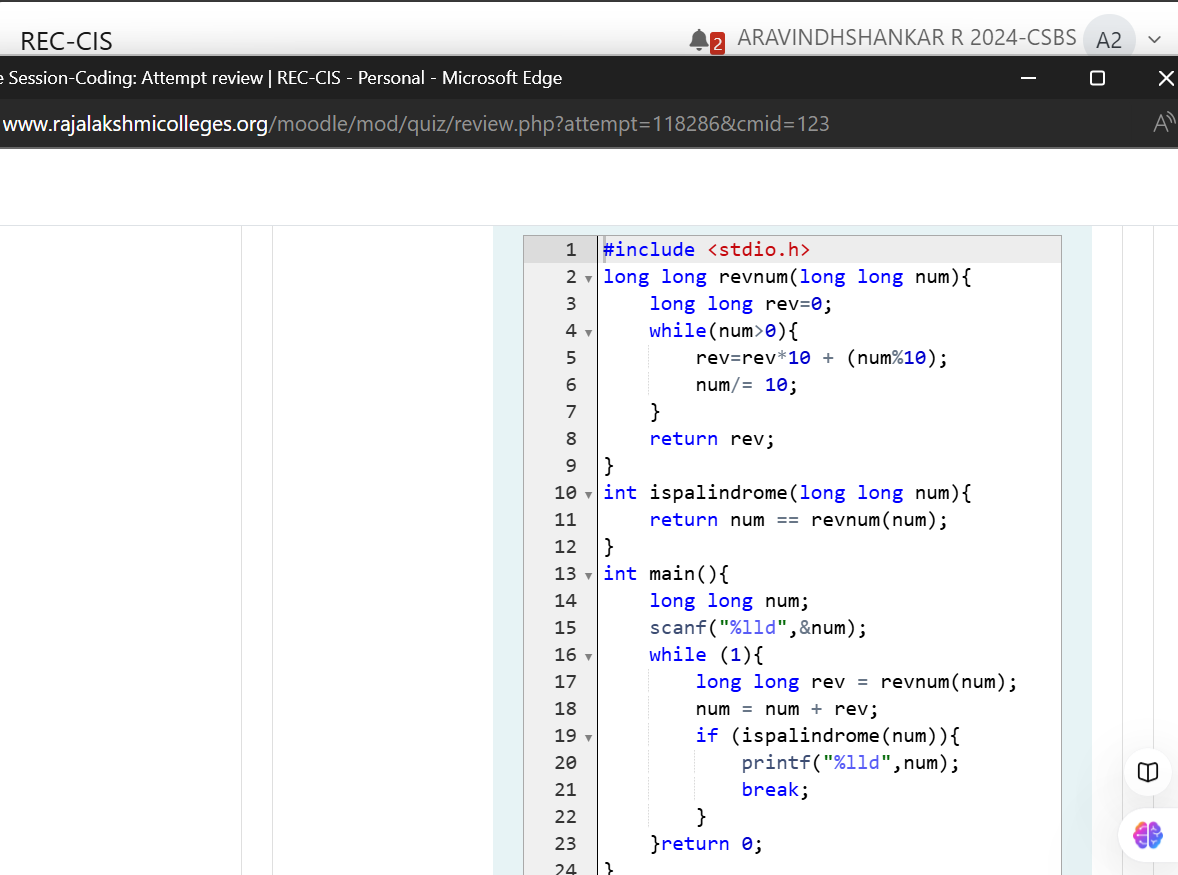 REC-CIS
2
ARAVINDHSHANKAR R 2024-CSBS
A2
e Session-Coding: Attempt review | REC-CIS - Personal - Microsoft Edge
www.rajalakshmicolleges.org/moodle/mod/quiz/review.php?attempt=118286&cmid=123
A
1 #include <stdio.h>
2 long long revnum(long long num){
3     long long rev=0;
4     while(num>0){
5         rev=rev*10 + (num%10);
6         num/= 10;
7     }
8     return rev;
9 }
10 int ispalindrome(long long num){
11     return num == revnum(num);
12 }
13 int main(){
14     long long num;
15     scanf("%lld",&num);
16     while (1){
17         long long rev = revnum(num);
18         num = num + rev;
19         if (ispalindrome(num)){
20             printf("%lld",num);
21             break;
22         }
23     }return 0;
24 }